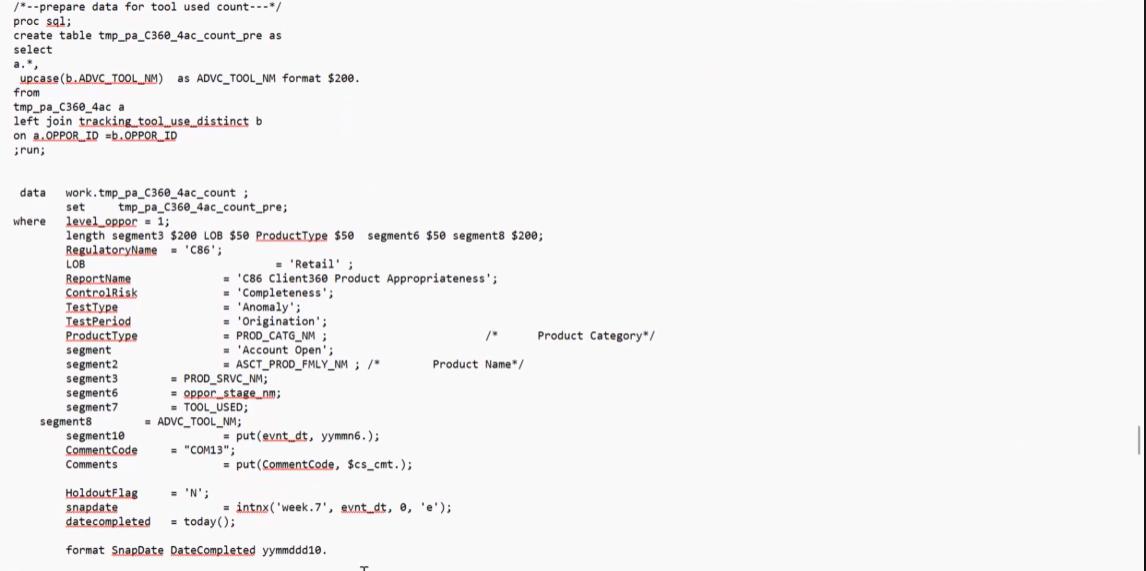 /*--prepare data for tool used count---*/
proc sql;
create table tmp_pa_C360_4ac_count_pre as
select
a.*,
upcase(b.ADVC_TOOL_NM) as ADVC_TOOL_NM format $200.
from
tmp_pa_C360_4ac a
left join tracking_tool_use_distinct b
on a.OPPOR_ID =b.OPPOR_ID
;run;
data work.tmp_pa_C360_4ac_count ;
set tmp_pa_C360_4ac_count_pre;
where level_oppor = 1;
length segment3 $200 LOB $50 ProductType $50 segment6 $50 segment8 $200;
RegulatoryName = 'C86';
LOB = 'Retail' ;
ReportName = 'C86 Client360 Product Appropriateness';
ControlRisk = 'Completeness';
TestType = 'Anomaly';
TestPeriod = 'Origination';
ProductType = PROD_CATG_NM ; /* Product Category*/
segment = 'Account Open';
segment2 = ASCT_PROD_FMLY_NM ; /* Product Name*/
segment3 = PROD_SRVC_NM;
segment6 = oppor_stage_nm;
segment7 = TOOL_USED;
segment8 = ADVC_TOOL_NM;
segment10 = put(evnt_dt, yymmn6.);
CommentCode = "COM13";
Comments = put(CommentCode, $cs_cmt.);
HoldoutFlag = 'N';
snapdate = intnx('week.7', evnt_dt, 0, 'e');
datecompleted = today();
format SnapDate DateCompleted yymmddd10.